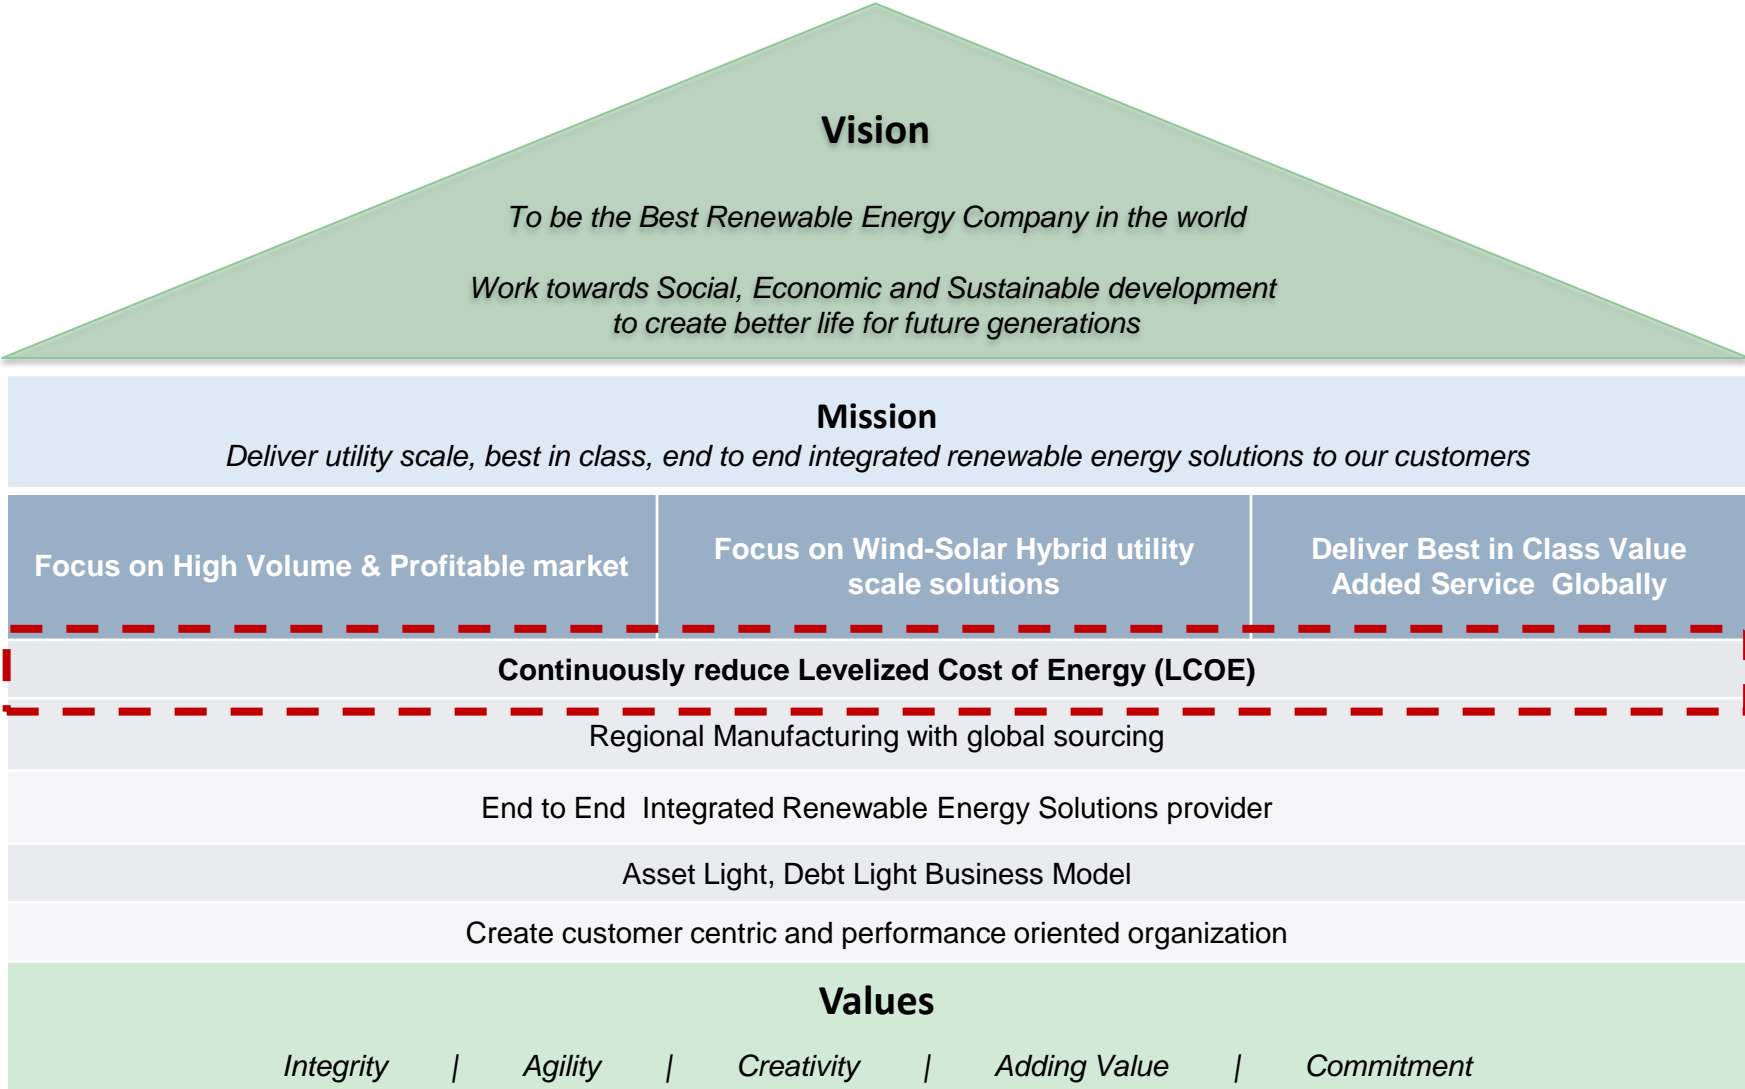 Vision
To be the Best Renewable Energy Company in the world
Work towards Social, Economic and Sustainable development
to create better life for future generations
Mission
Deliver utility scale, best in class, end to end integrated renewable energy solutions to our customers
Focus on High Volume & Profitable market
Focus on Wind-Solar Hybrid utility
scale solutions
Deliver Best in Class Value
Added Service Globally
Continuously reduce Levelized Cost of Energy (LCOE)
Regional Manufacturing with global sourcing
End to End Integrated Renewable Energy Solutions provider
Asset Light, Debt Light Business Model
Create customer centric and performance oriented organization
Values
Integrity | Agility | Creativity | Adding Value | Commitment